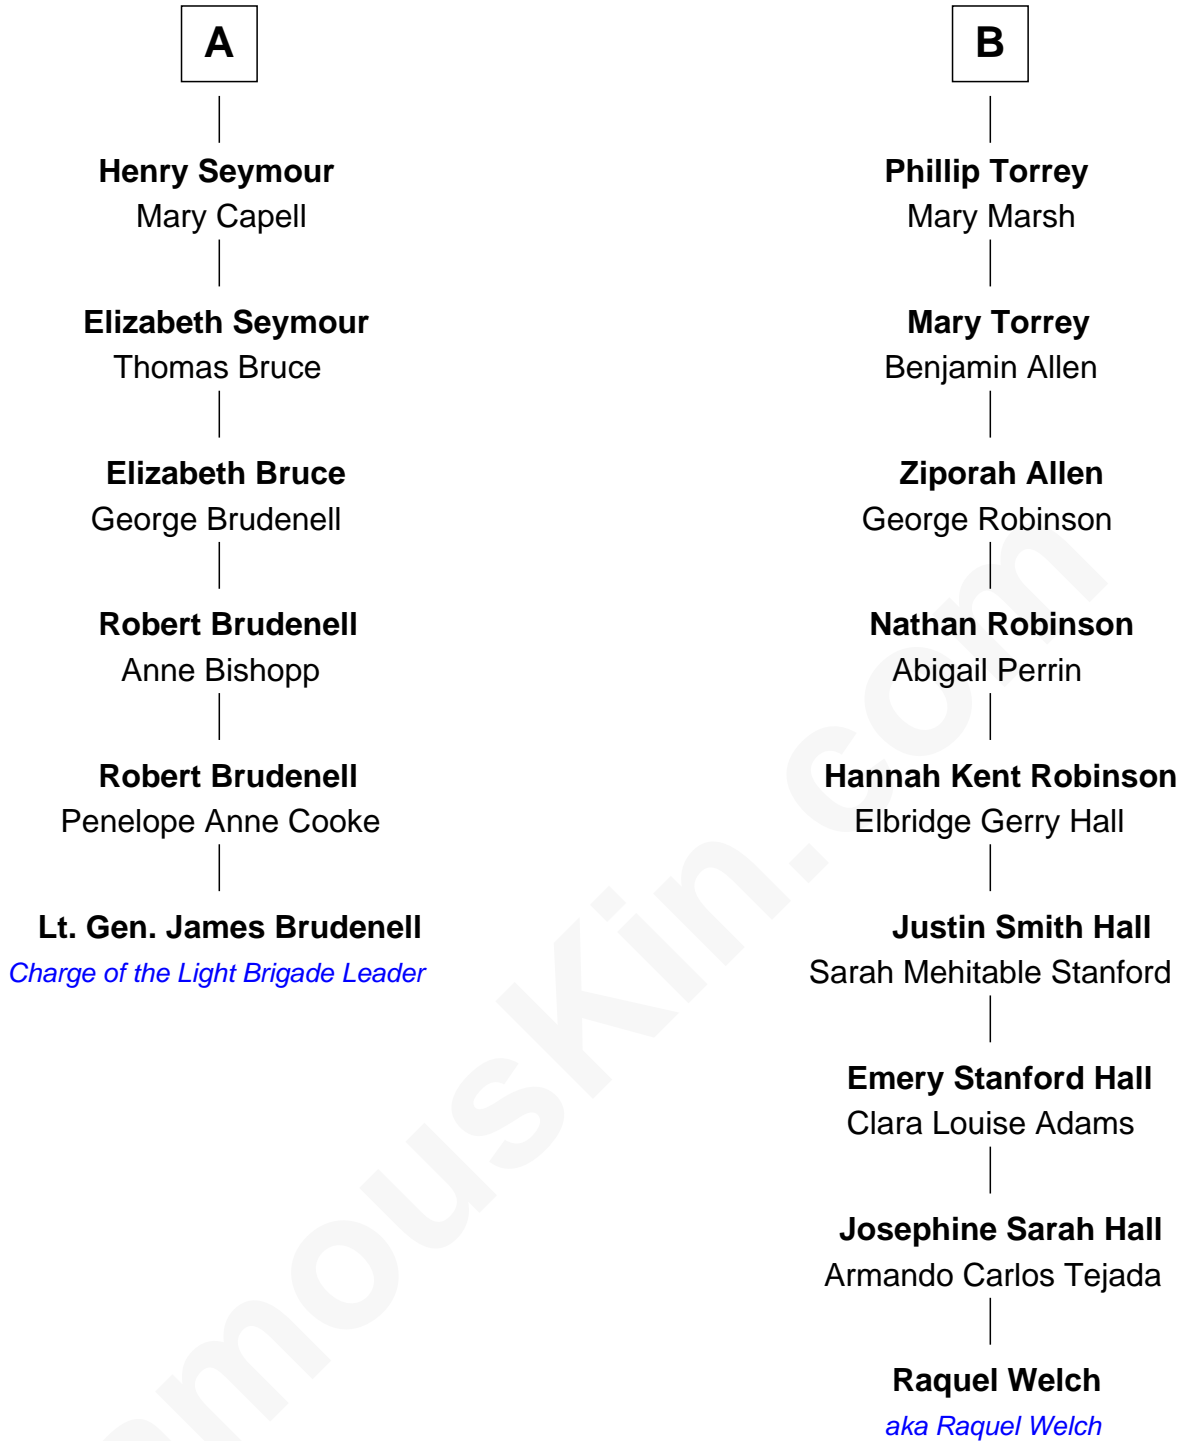 A
Henry Seymour
Mary Capell
Elizabeth Seymour
Thomas Bruce
Elizabeth Bruce
George Brudenell
Robert Brudenell
Anne Bishopp
Robert Brudenell
Penelope Anne Cooke
Lt. Gen. James Brudenell
Charge of the Light Brigade Leader
B
Phillip Torrey
Mary Marsh
Mary Torrey
Benjamin Allen
Ziporah Allen
George Robinson
Nathan Robinson
Abigail Perrin
Hannah Kent Robinson
Elbridge Gerry Hall
Justin Smith Hall
Sarah Mehitable Stanford
Emery Stanford Hall
Clara Louise Adams
Josephine Sarah Hall
Armando Carlos Tejada
Raquel Welch
aka Raquel Welch
amousKin.com